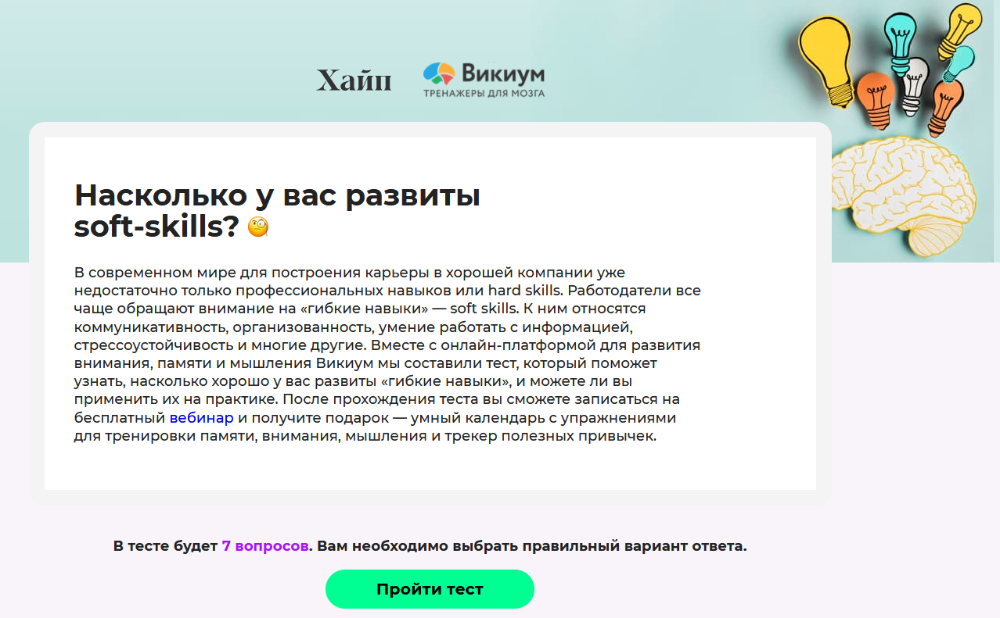 Хайп
Викиум
ТРЕНАЖЕРЫ ДЛЯ МОЗГА
Насколько у вас развиты
soft-skills? 🧐
В современном мире для построения карьеры в хорошей компании уже
недостаточно только профессиональных навыков или hard skills. Работодатели все
чаще обращают внимание на «гибкие навыки» — soft skills. К ним относятся
коммуникативность, организованность, умение работать с информацией,
стрессоустойчивость и многие другие. Вместе с онлайн-платформой для развития
внимания, памяти и мышления Викиум мы составили тест, который поможет
узнать, насколько хорошо у вас развиты «гибкие навыки», и можете ли вы
применить их на практике. После прохождения теста вы сможете записаться на
бесплатный вебинар и получите подарок — умный календарь с упражнениями
для тренировки памяти, внимания, мышления и трекер полезных привычек.
В тесте будет 7 вопросов. Вам необходимо выбрать правильный вариант ответа.
Пройти тест